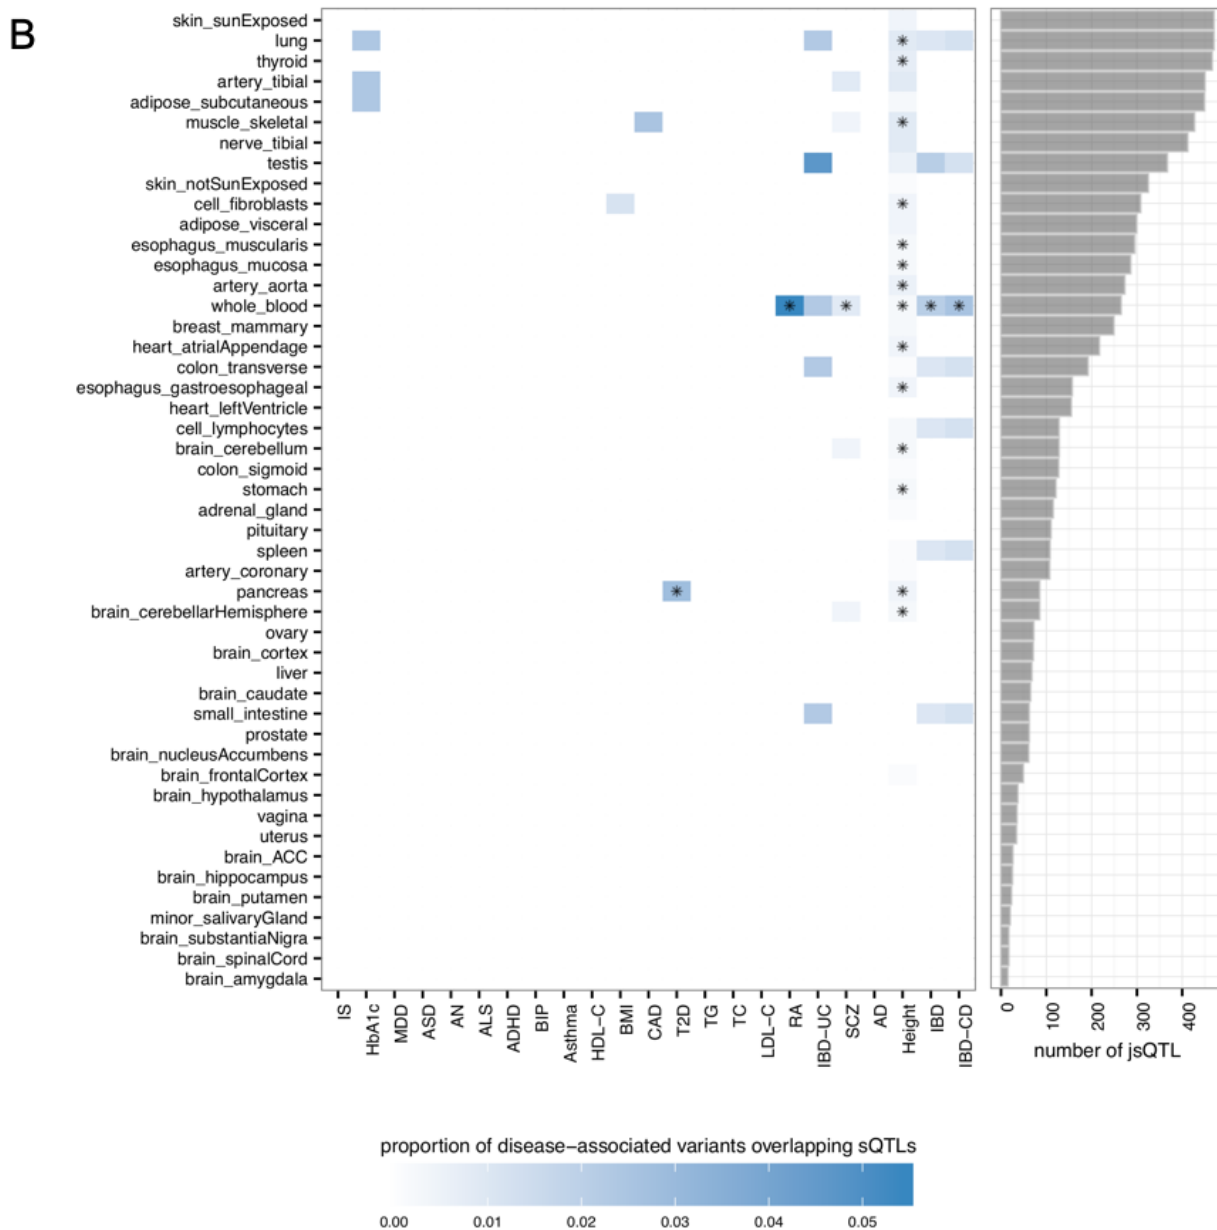 B
skin_sunExposed
lung
thyroid
artery_tibial
adipose_subcutaneous
muscle_skeletal
nerve_tibial
testis
skin_notSunExposed
cell_fibroblasts
adipose_visceral
esophagus_muscularis
esophagus_mucosa
artery_aorta
whole_blood
breast_mammary
heart_atrialAppendage
colon_transverse
esophagus_gastroesophageal
heart_leftVentricle
cell_lymphocytes
brain_cerebellum
colon_sigmoid
stomach
adrenal_gland
pituitary
spleen
artery_coronary
pancreas
brain_cerebellarHemisphere
ovary
brain_cortex
liver
brain_caudate
small_intestine
prostate
brain_nucleusAccumbens
brain_frontalCortex
brain_hypothalamus
vagina
uterus
brain_ACC
brain_hippocampus
brain_putamen
minor_salivaryGland
brain_substantiaNigra
brain_spinalCord
brain_amygdala
IS
HbA1c
MDD
ASD
AN
ALS
ADHD
BIP
Asthma
HDL−C
BMI
CAD
T2D
TG
TC
LDL−C
RA
IBD−UC
SCZ
AD
Height
IBD
IBD−CD
0
100
200
300
400
number of jsQTL
proportion of disease−associated variants overlapping sQTLs
0.00 0.01 0.02 0.03 0.04 0.05